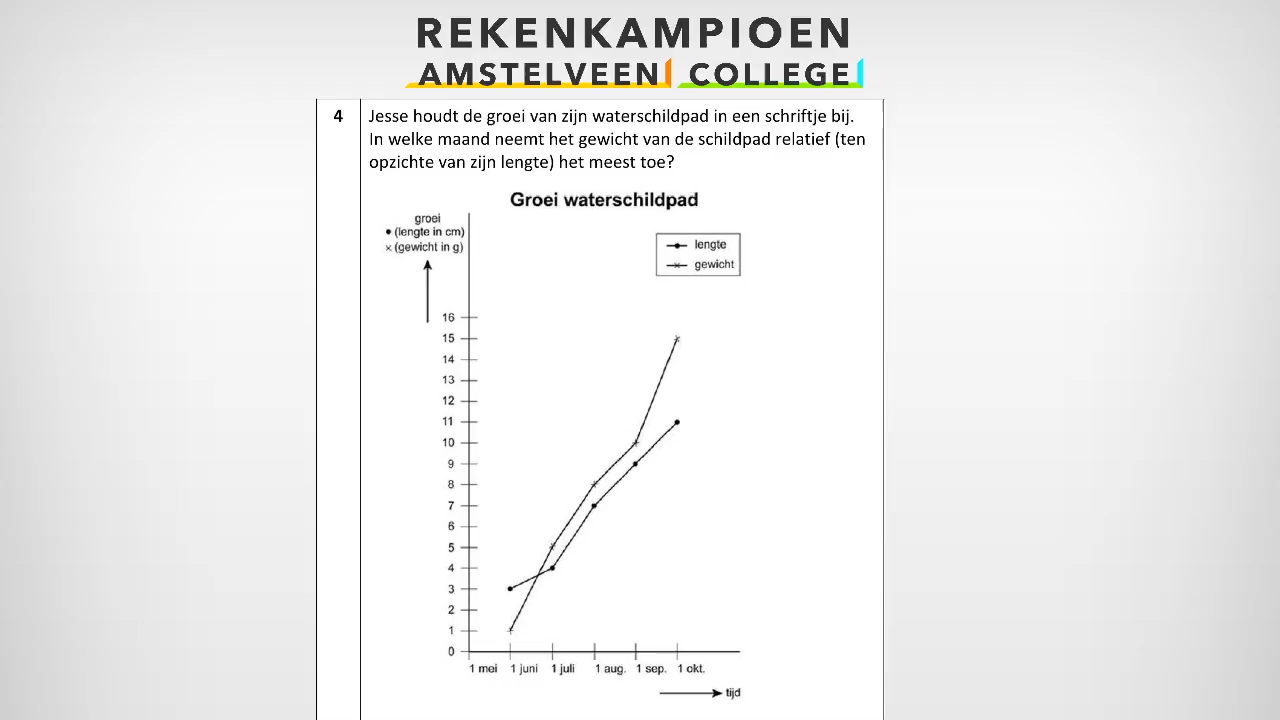 REKENKAMPIOEN
AMSTELVEEN COLLEGE
4 Jesse houdt de groei van zijn waterschildpad in een schriftje bij.
In welke maand neemt het gewicht van de schildpad relatief (ten
opzichte van zijn lengte) het meest toe?
Groei waterschildpad
groei
• (lengte in cm)
× (gewicht in g)
lengte
gewicht
16
15
14
13
12
11
10
9
8
7
6
5
4
3
2
1
0
1 mei 1 juni 1 juli 1 aug. 1 sep. 1 okt.
tijd